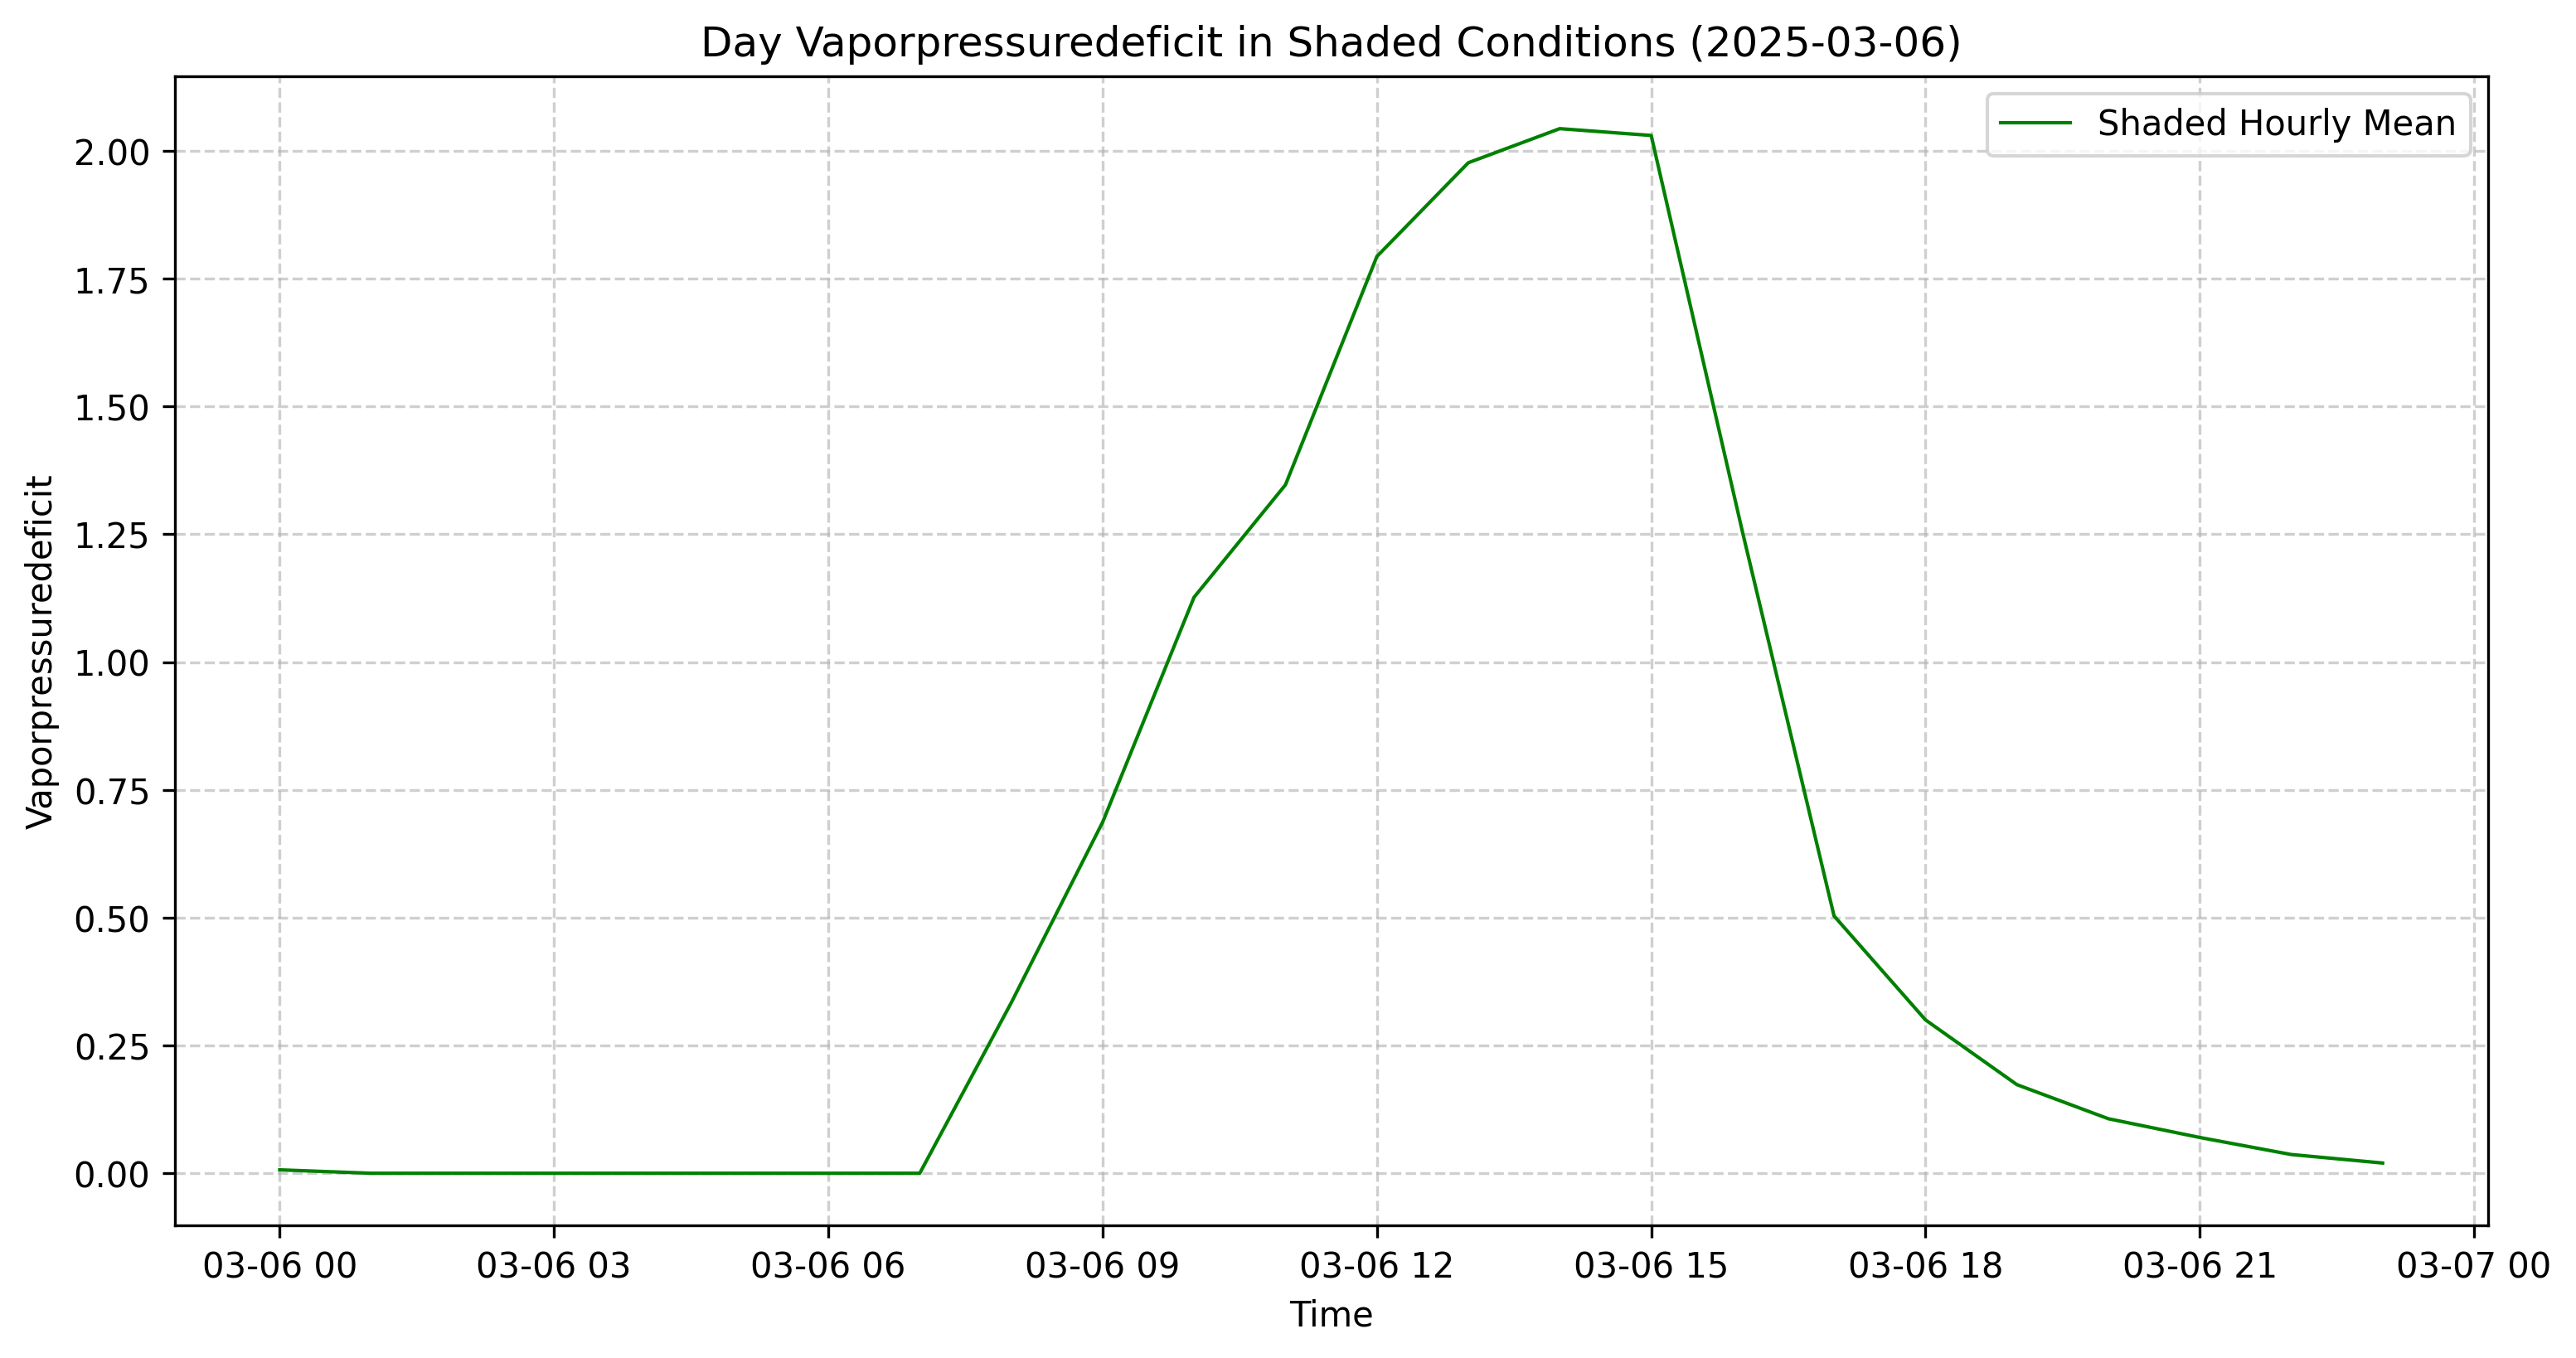 Day Vaporpressuredeficit in Shaded Conditions (2025-03-06)
Shaded Hourly Mean
Vaporpressuredeficit
2.00
1.75
1.50
1.25
1.00
0.75
0.50
0.25
0.00
03-06 00 03-06 03 03-06 06 03-06 09 03-06 12 03-06 15 03-06 18 03-06 21 03-07 00
Time